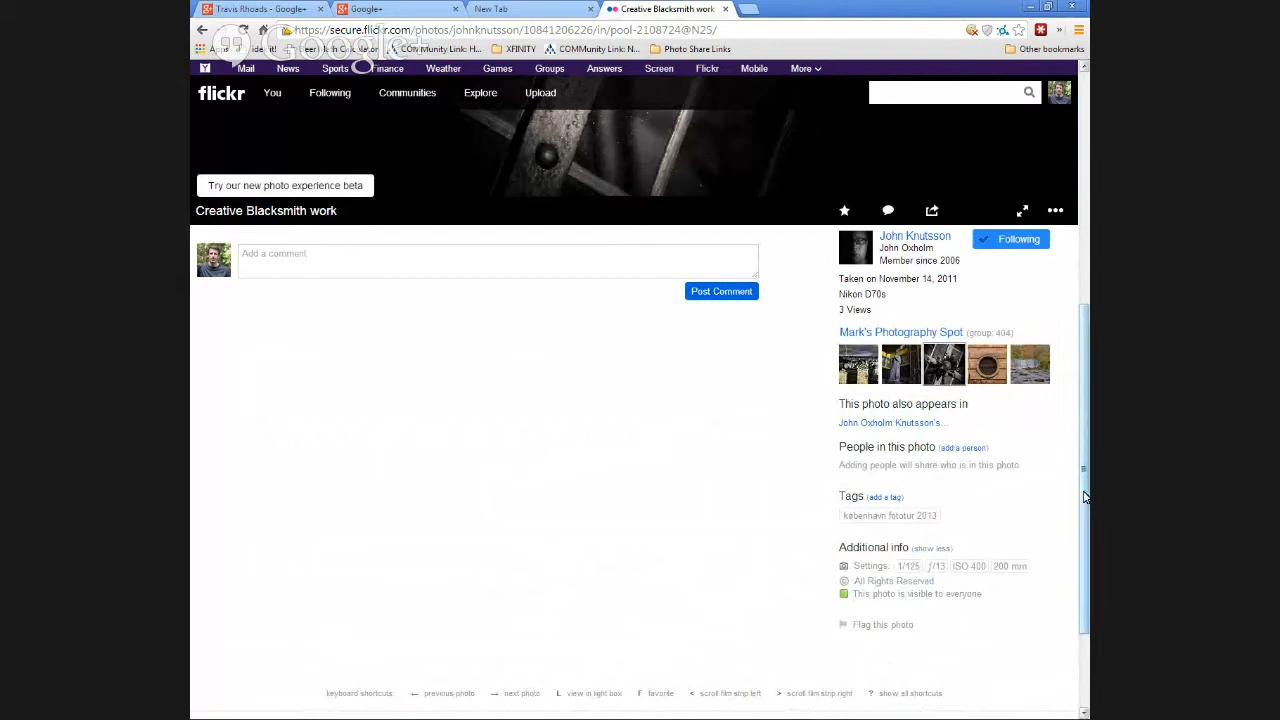 Travis Rhoads - Google+
Google+
New Tab
Creative Blacksmith work
https://secure.flickr.com/photos/johnknutsson/10841206226/in/pool-2108724@N25/
COMmunity Link: H...
XFINITY
COMMunity Link: N...
Photo Share Links
Other bookmarks
Google+
Y Mail News Sports Finance Weather Games Groups Answers Screen Flickr Mobile More
flickr You Following Communities Explore Upload
Try our new photo experience beta
Creative Blacksmith work
Add a comment
Post Comment
John Knutsson
Following
John Oxholm
Member since 2006
Taken on November 14, 2011
Nikon D70s
3 Views
Mark's Photography Spot (group: 404)
This photo also appears in
John Oxholm Knutsson's...
People in this photo (add a person)
Adding people will share who is in this photo
Tags (add a tag)
københavn fototur 2013
Additional info (show less)
Settings: 1/125 ƒ/13 ISO 400 200 mm
© All Rights Reserved
This photo is visible to everyone
Flag this photo
keyboard shortcuts: ← previous photo → next photo L view in light box F favorite < scroll film strip left > scroll film strip right ? show all shortcuts